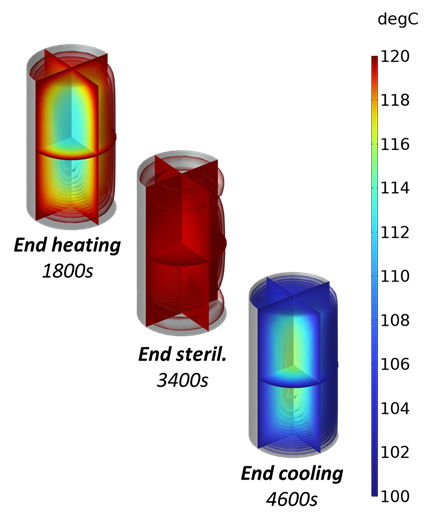 degC
120
118
116
114
112
110
108
106
104
102
100
End heating
1800s
End steril.
3400s
End cooling
4600s